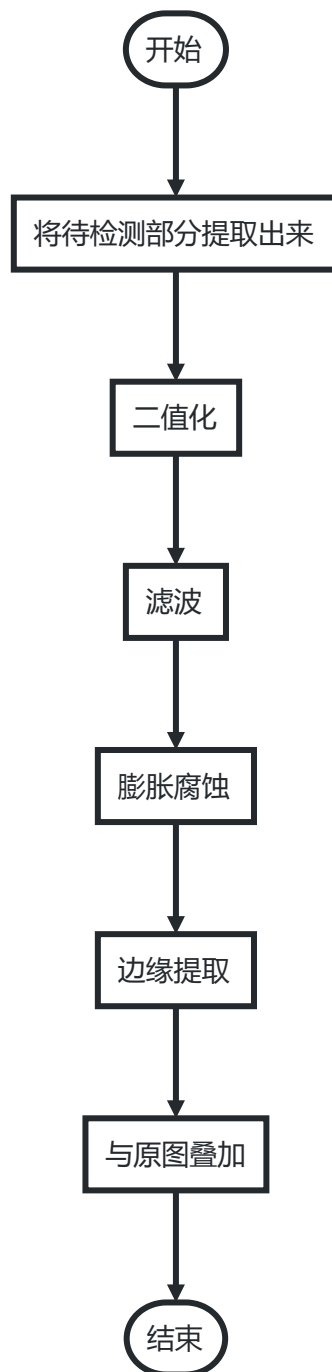 开始
将待检测部分提取出来
二值化
滤波
膨胀腐蚀
边缘提取
与原图叠加
结束